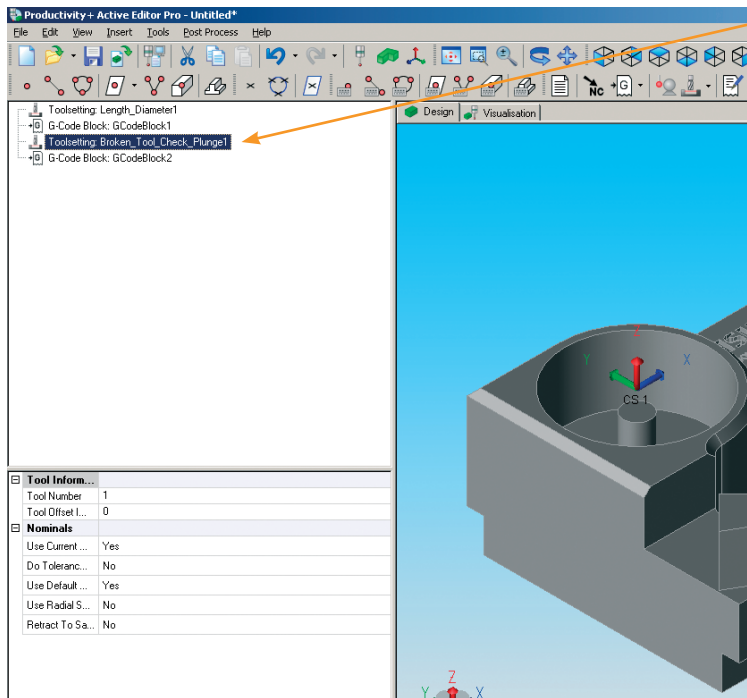 Productivity+ Active Editor Pro - Untitled*
File Edit View Insert Tools Post Process Help
NC G
Toolsetting: Length_Diameter1
G G-Code Block: GCodeBlock1
Toolsetting: Broken_Tool_Check_Plunge1
G G-Code Block: GCodeBlock2
Design Visualisation
Y X
CS 1
Tool Inform...
Tool Number 1
Tool Offset I... 0
Nominals
Use Current ... Yes
Do Toleranc... No
Use Default ... Yes
Use Radial S... No
Retract To Sa... No
Z
Y X